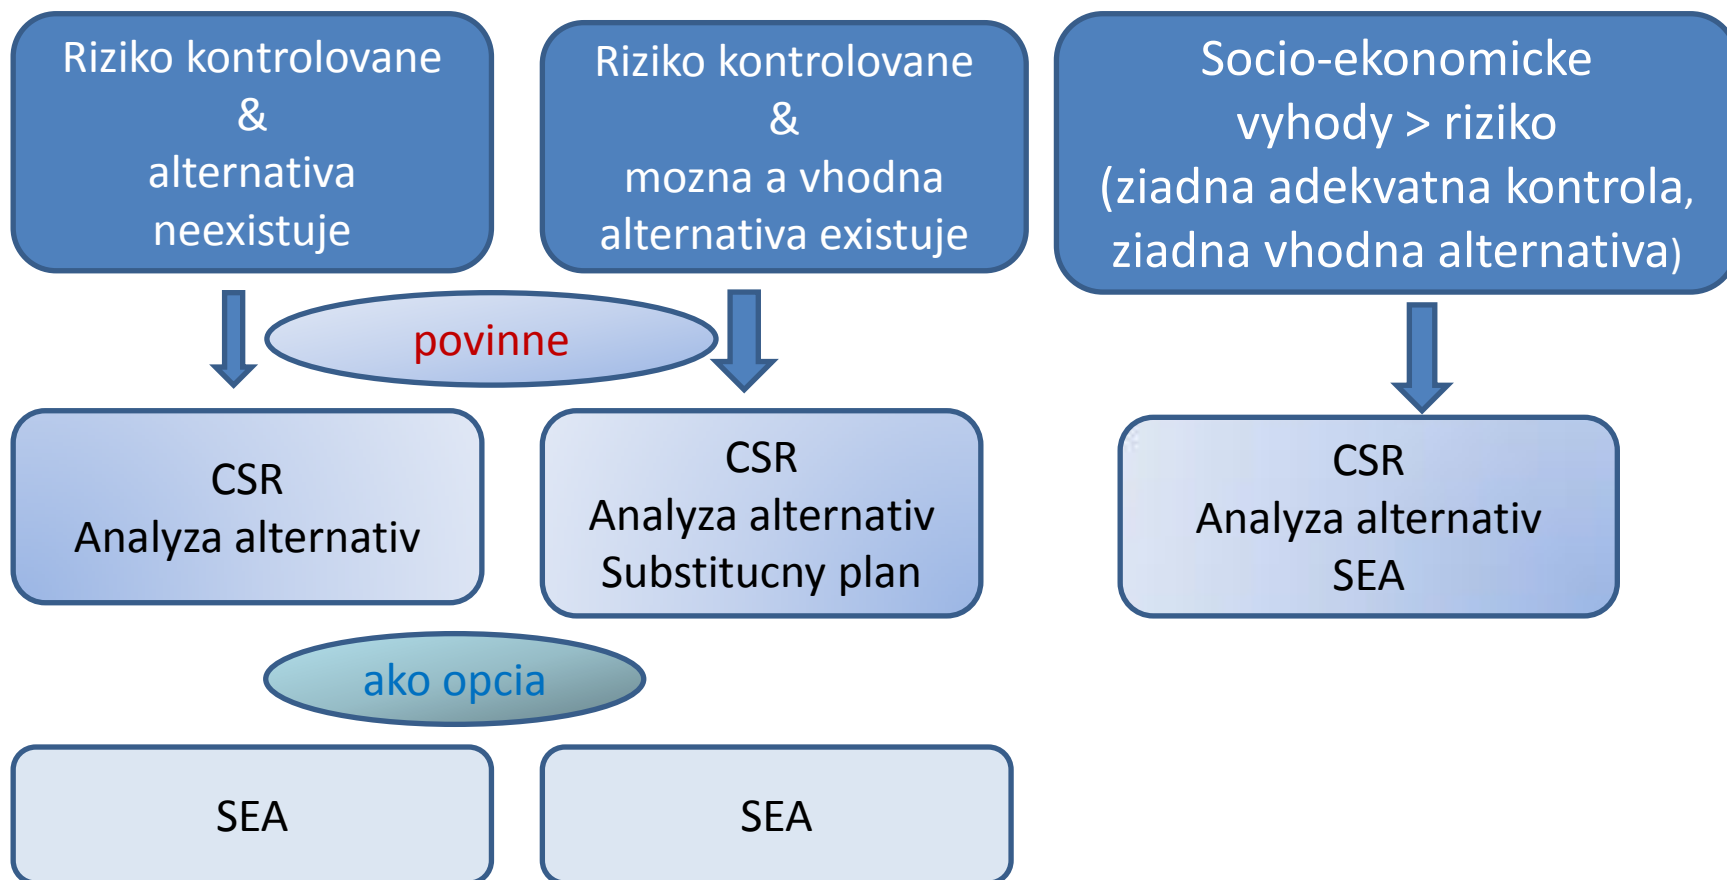 Riziko kontrolovane
&
alternativa
neexistuje
Riziko kontrolovane
&
mozna a vhodna
alternativa existuje
Socio-ekonomicke
vyhody > riziko
(ziadna adekvatna kontrola,
ziadna vhodna alternativa)
povinne
CSR
Analyza alternativ
CSR
Analyza alternativ
Substitucny plan
CSR
Analyza alternativ
SEA
ako opcia
SEA
SEA